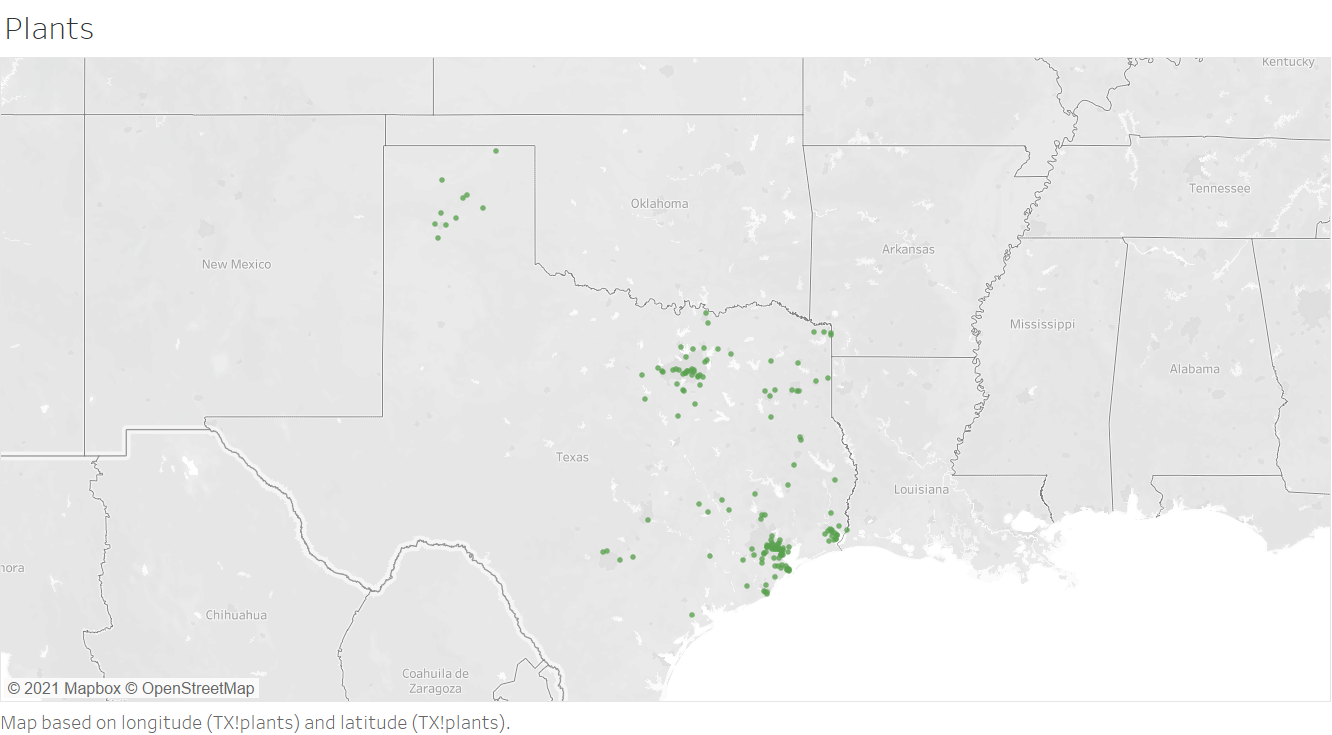 Plants
Kentucky
Tennessee
Oklahoma
Arkansas
New Mexico
Mississippi
Alabama
Texas
Louisiana
nora
Chihuahua
Coahuila de
Zaragoza
© 2021 Mapbox © OpenStreetMap
Map based on longitude (TX!plants) and latitude (TX!plants).